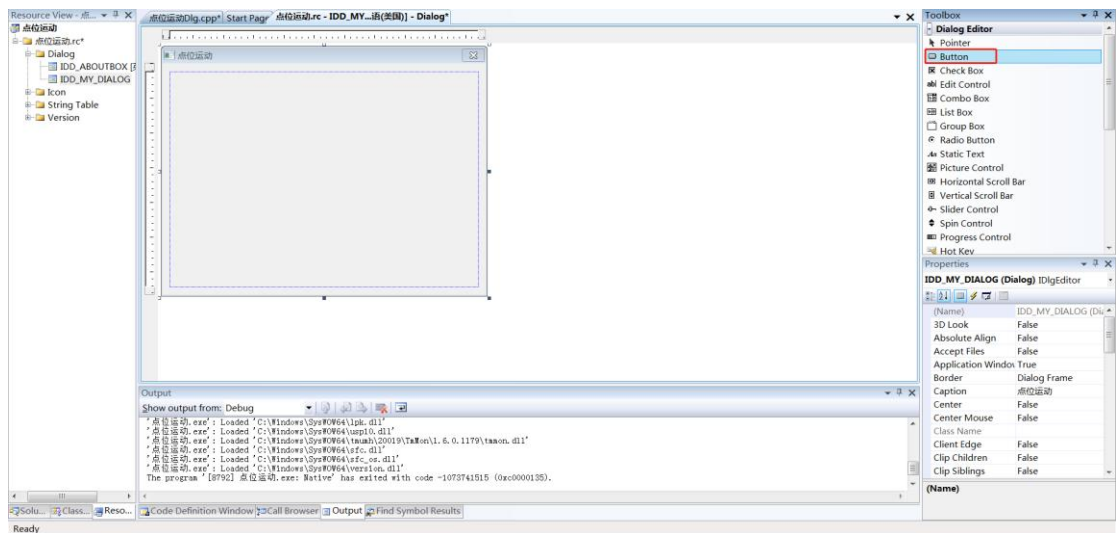 Resource View - 点...
点位运动
点位运动.rc*
Dialog
IDD_ABOUTBOX [
IDD_MY_DIALOG
Icon
String Table
Version
点位运动Dlg.cpp* Start Page 点位运动.rc - IDD_MY...语(美国)] - Dialog*
点位运动
Output
Show output from: Debug
'点位运动.exe': Loaded 'C:\Windows\SysWOW64\lpk.dll'
'点位运动.exe': Loaded 'C:\Windows\SysWOW64\usp10.dll'
'点位运动.exe': Loaded 'C:\Windows\SysWOW64\tmumh\20019\TmMon\1.6.0.1179\tmmon.dll'
'点位运动.exe': Loaded 'C:\Windows\SysWOW64\sfc.dll'
'点位运动.exe': Loaded 'C:\Windows\SysWOW64\sfc_os.dll'
'点位运动.exe': Loaded 'C:\Windows\SysWOW64\version.dll'
The program '[8792] 点位运动.exe: Native' has exited with code -1073741515 (0xc0000135).
Solu... Class... Reso...
Code Definition Window Call Browser Output Find Symbol Results
Ready
Toolbox
Dialog Editor
Pointer
Button
Check Box
Edit Control
Combo Box
List Box
Group Box
Radio Button
Static Text
Picture Control
Horizontal Scroll Bar
Vertical Scroll Bar
Slider Control
Spin Control
Progress Control
Hot Key
Properties
IDD_MY_DIALOG (Dialog) IDlgEditor
(Name) IDD_MY_DIALOG (Dia
3D Look False
Absolute Align False
Accept Files False
Application Window True
Border Dialog Frame
Caption 点位运动
Center False
Center Mouse False
Class Name
Client Edge False
Clip Children False
Clip Siblings False
(Name)